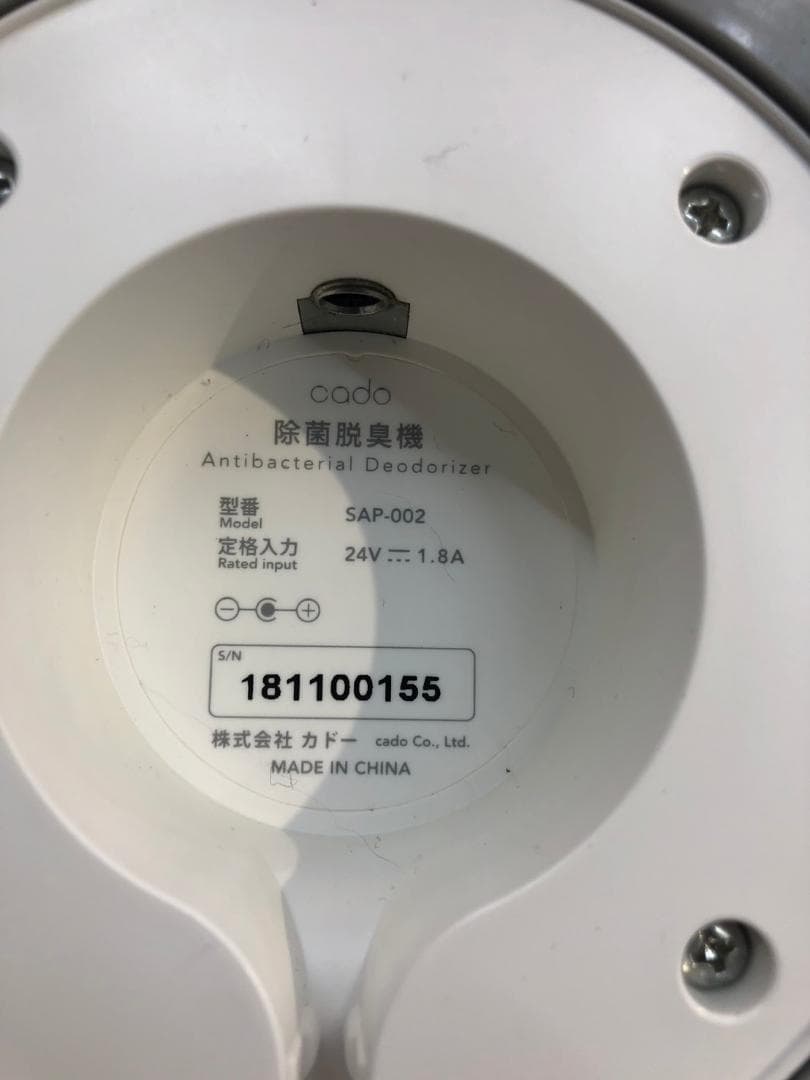 cado
除菌脱臭機
Antibacterial Deodorizer
型番 SAP-002
Model
定格入力 24V 1.8A
Rated input
S/N
181100155
株式会社 カドー cado Co., Ltd.
MADE IN CHINA